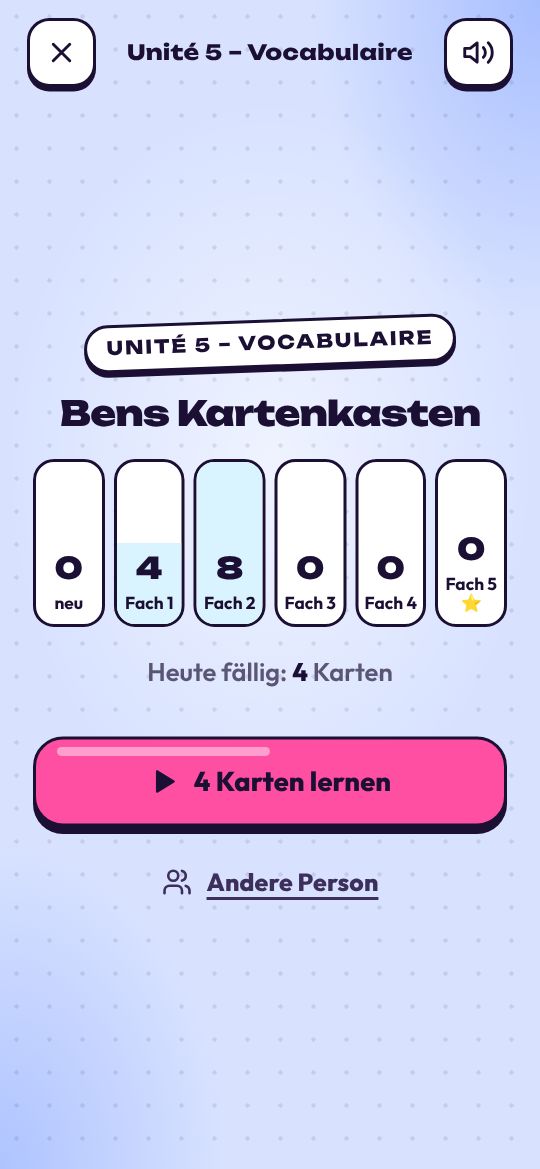 Unité 5 – Vocabulaire
UNITÉ 5 – VOCABULAIRE
Bens Kartenkasten
0 4 8 0 0 0
neu Fach 1 Fach 2 Fach 3 Fach 4 Fach 5
Heute fällig: 4 Karten
4 Karten lernen
Andere Person